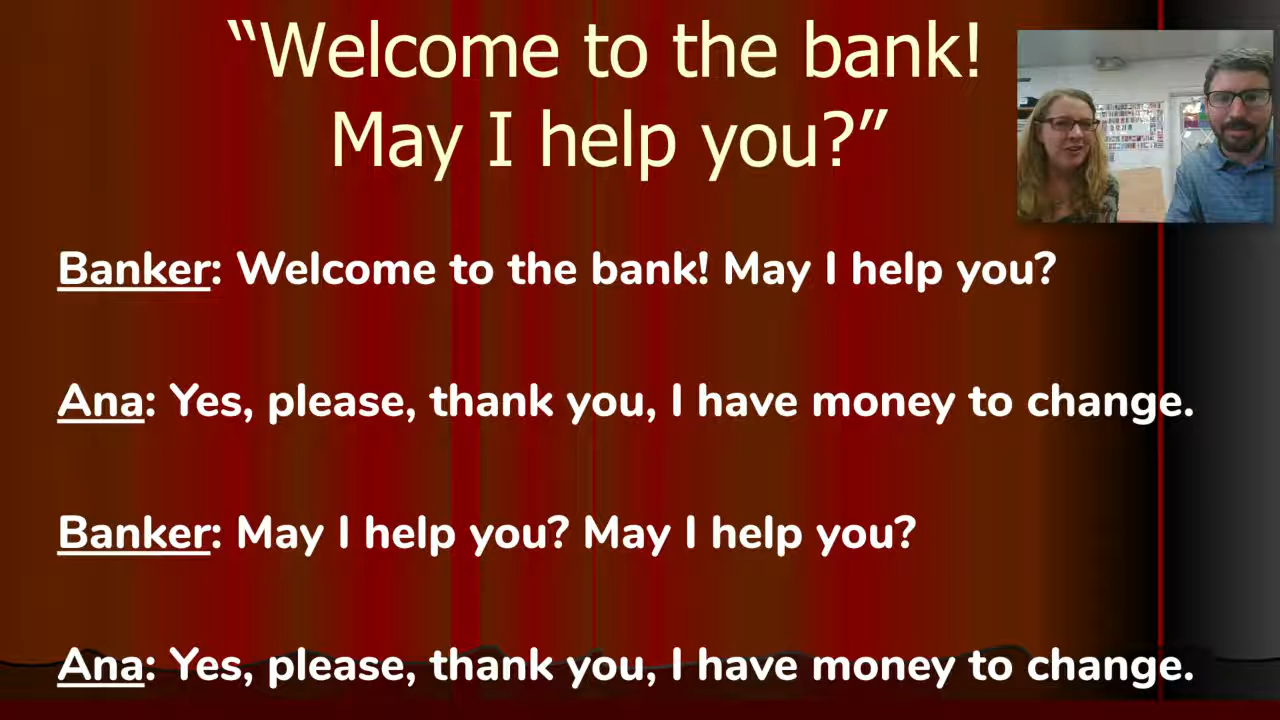 “Welcome to the bank!
May I help you?”
Banker: Welcome to the bank! May I help you?
Ana: Yes, please, thank you, I have money to change.
Banker: May I help you? May I help you?
Ana: Yes, please, thank you, I have money to change.